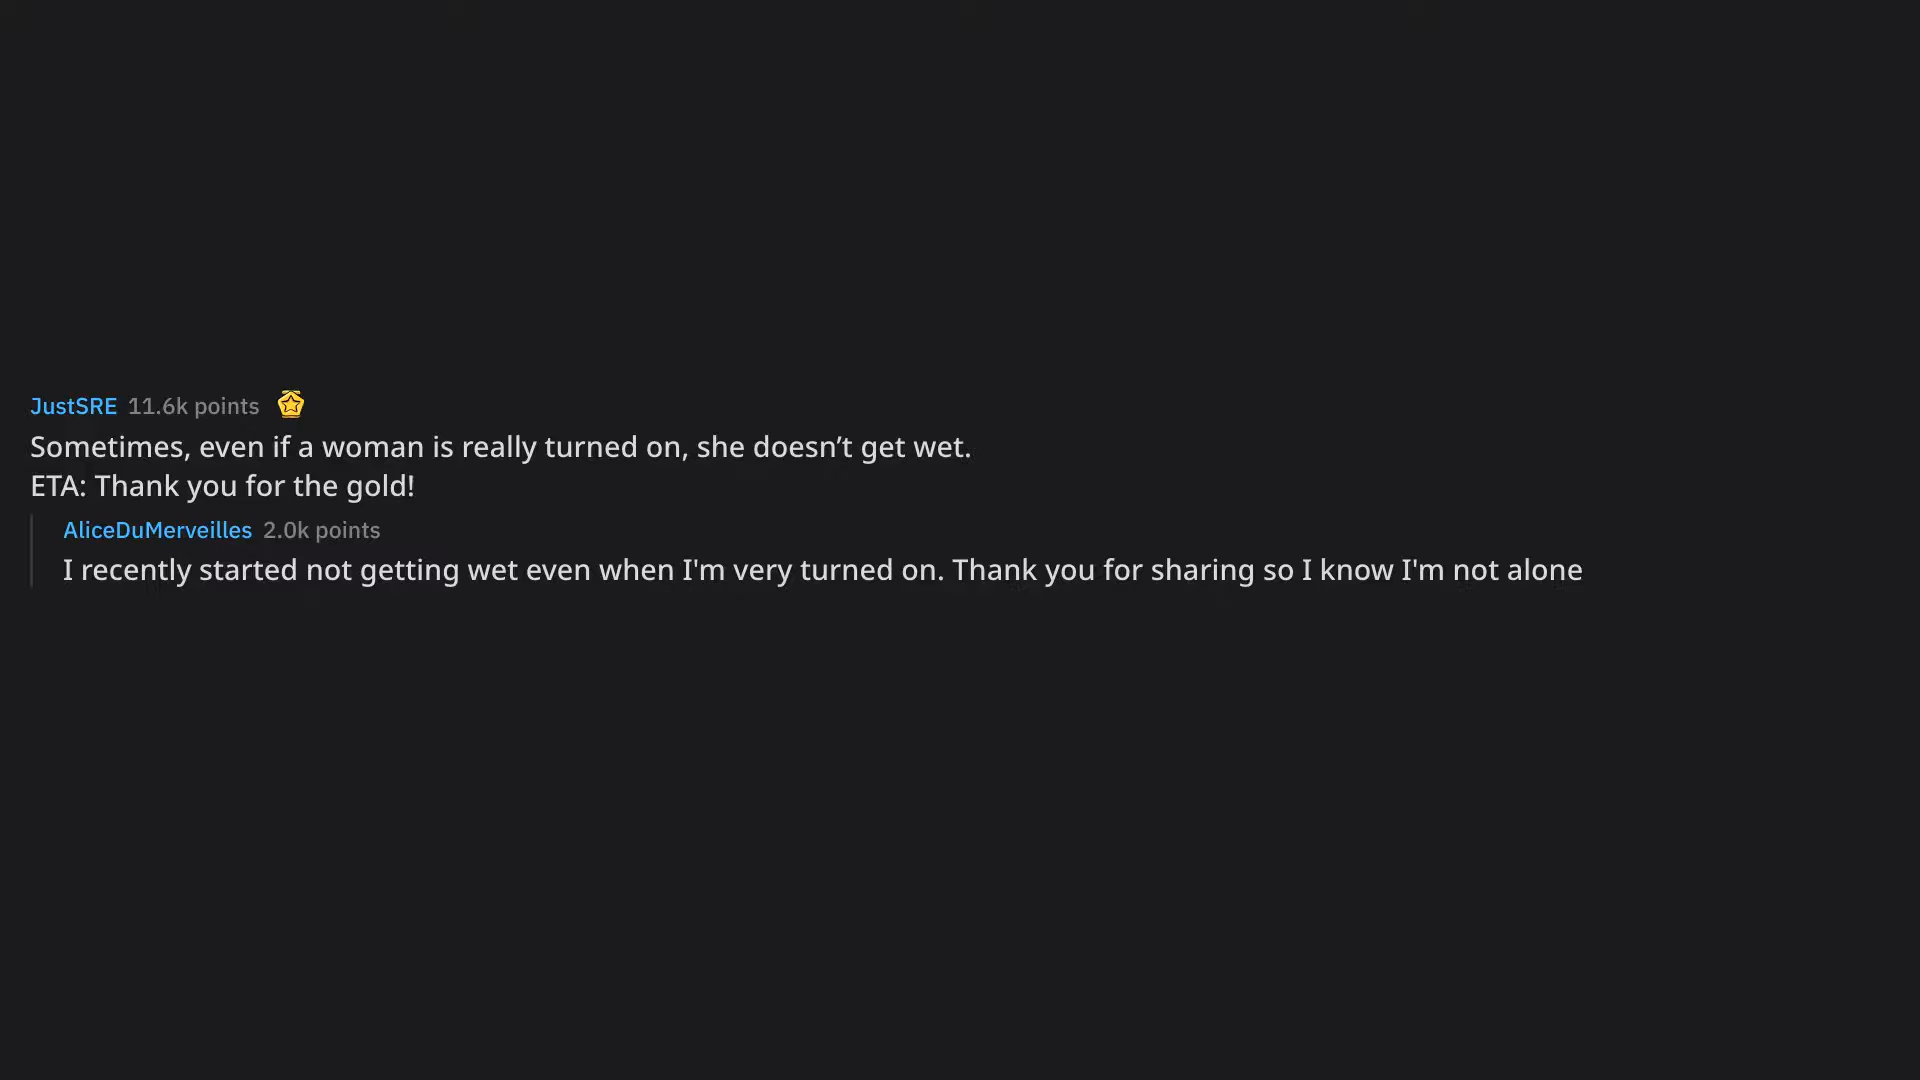 JustSRE 11.6k points
Sometimes, even if a woman is really turned on, she doesn’t get wet.
ETA: Thank you for the gold!
AliceDuMerveilles 2.0k points
I recently started not getting wet even when I'm very turned on. Thank you for sharing so I know I'm not alone